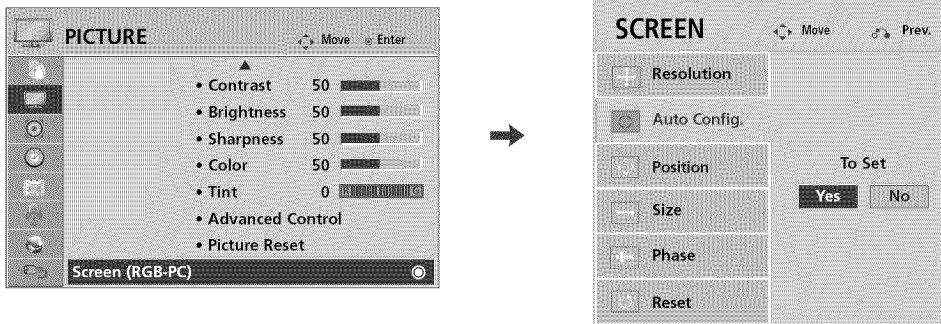 PICTURE
Move Enter
• Contrast 50
• Brightness 50
• Sharpness 50
• Color 50
• Tint 0 R G
• Advanced Control
• Picture Reset
Screen (RGB-PC)
SCREEN
Move Prev.
Resolution
Auto Config.
Position
Size
Phase
Reset
To Set
Yes No